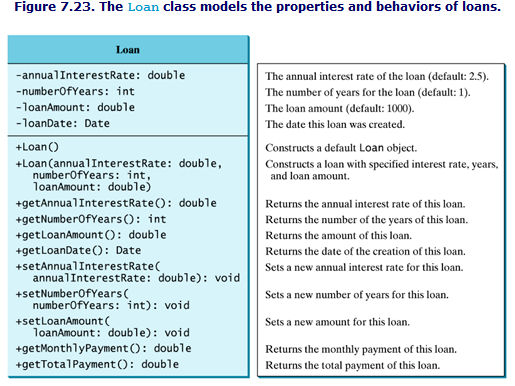 Figure 7.23. The Loan class models the properties and behaviors of loans.
Loan
-annualInterestRate: double
The annual interest rate of the loan (default: 2.5).
-numberOfYears: int
The number of years for the loan (default: 1).
-loanAmount: double
The loan amount (default: 1000).
-loanDate: Date
The date this loan was created.
+Loan()
Constructs a default Loan object.
+Loan(annualInterestRate: double,
numberOfYears: int,
loanAmount: double)
Constructs a loan with specified interest rate, years,
and loan amount.
+getAnnualInterestRate(): double
Returns the annual interest rate of this loan.
+getNumberOfYears(): int
Returns the number of the years of this loan.
+getLoanAmount(): double
Returns the amount of this loan.
+getLoanDate(): Date
Returns the date of the creation of this loan.
+setAnnualInterestRate(
annualInterestRate: double): void
Sets a new annual interest rate for this loan.
+setNumberOfYears(
numberOfYears: int): void
Sets a new number of years for this loan.
+setLoanAmount(
loanAmount: double): void
Sets a new amount for this loan.
+getMonthlyPayment(): double
Returns the monthly payment of this loan.
+getTotalPayment(): double
Returns the total payment of this loan.